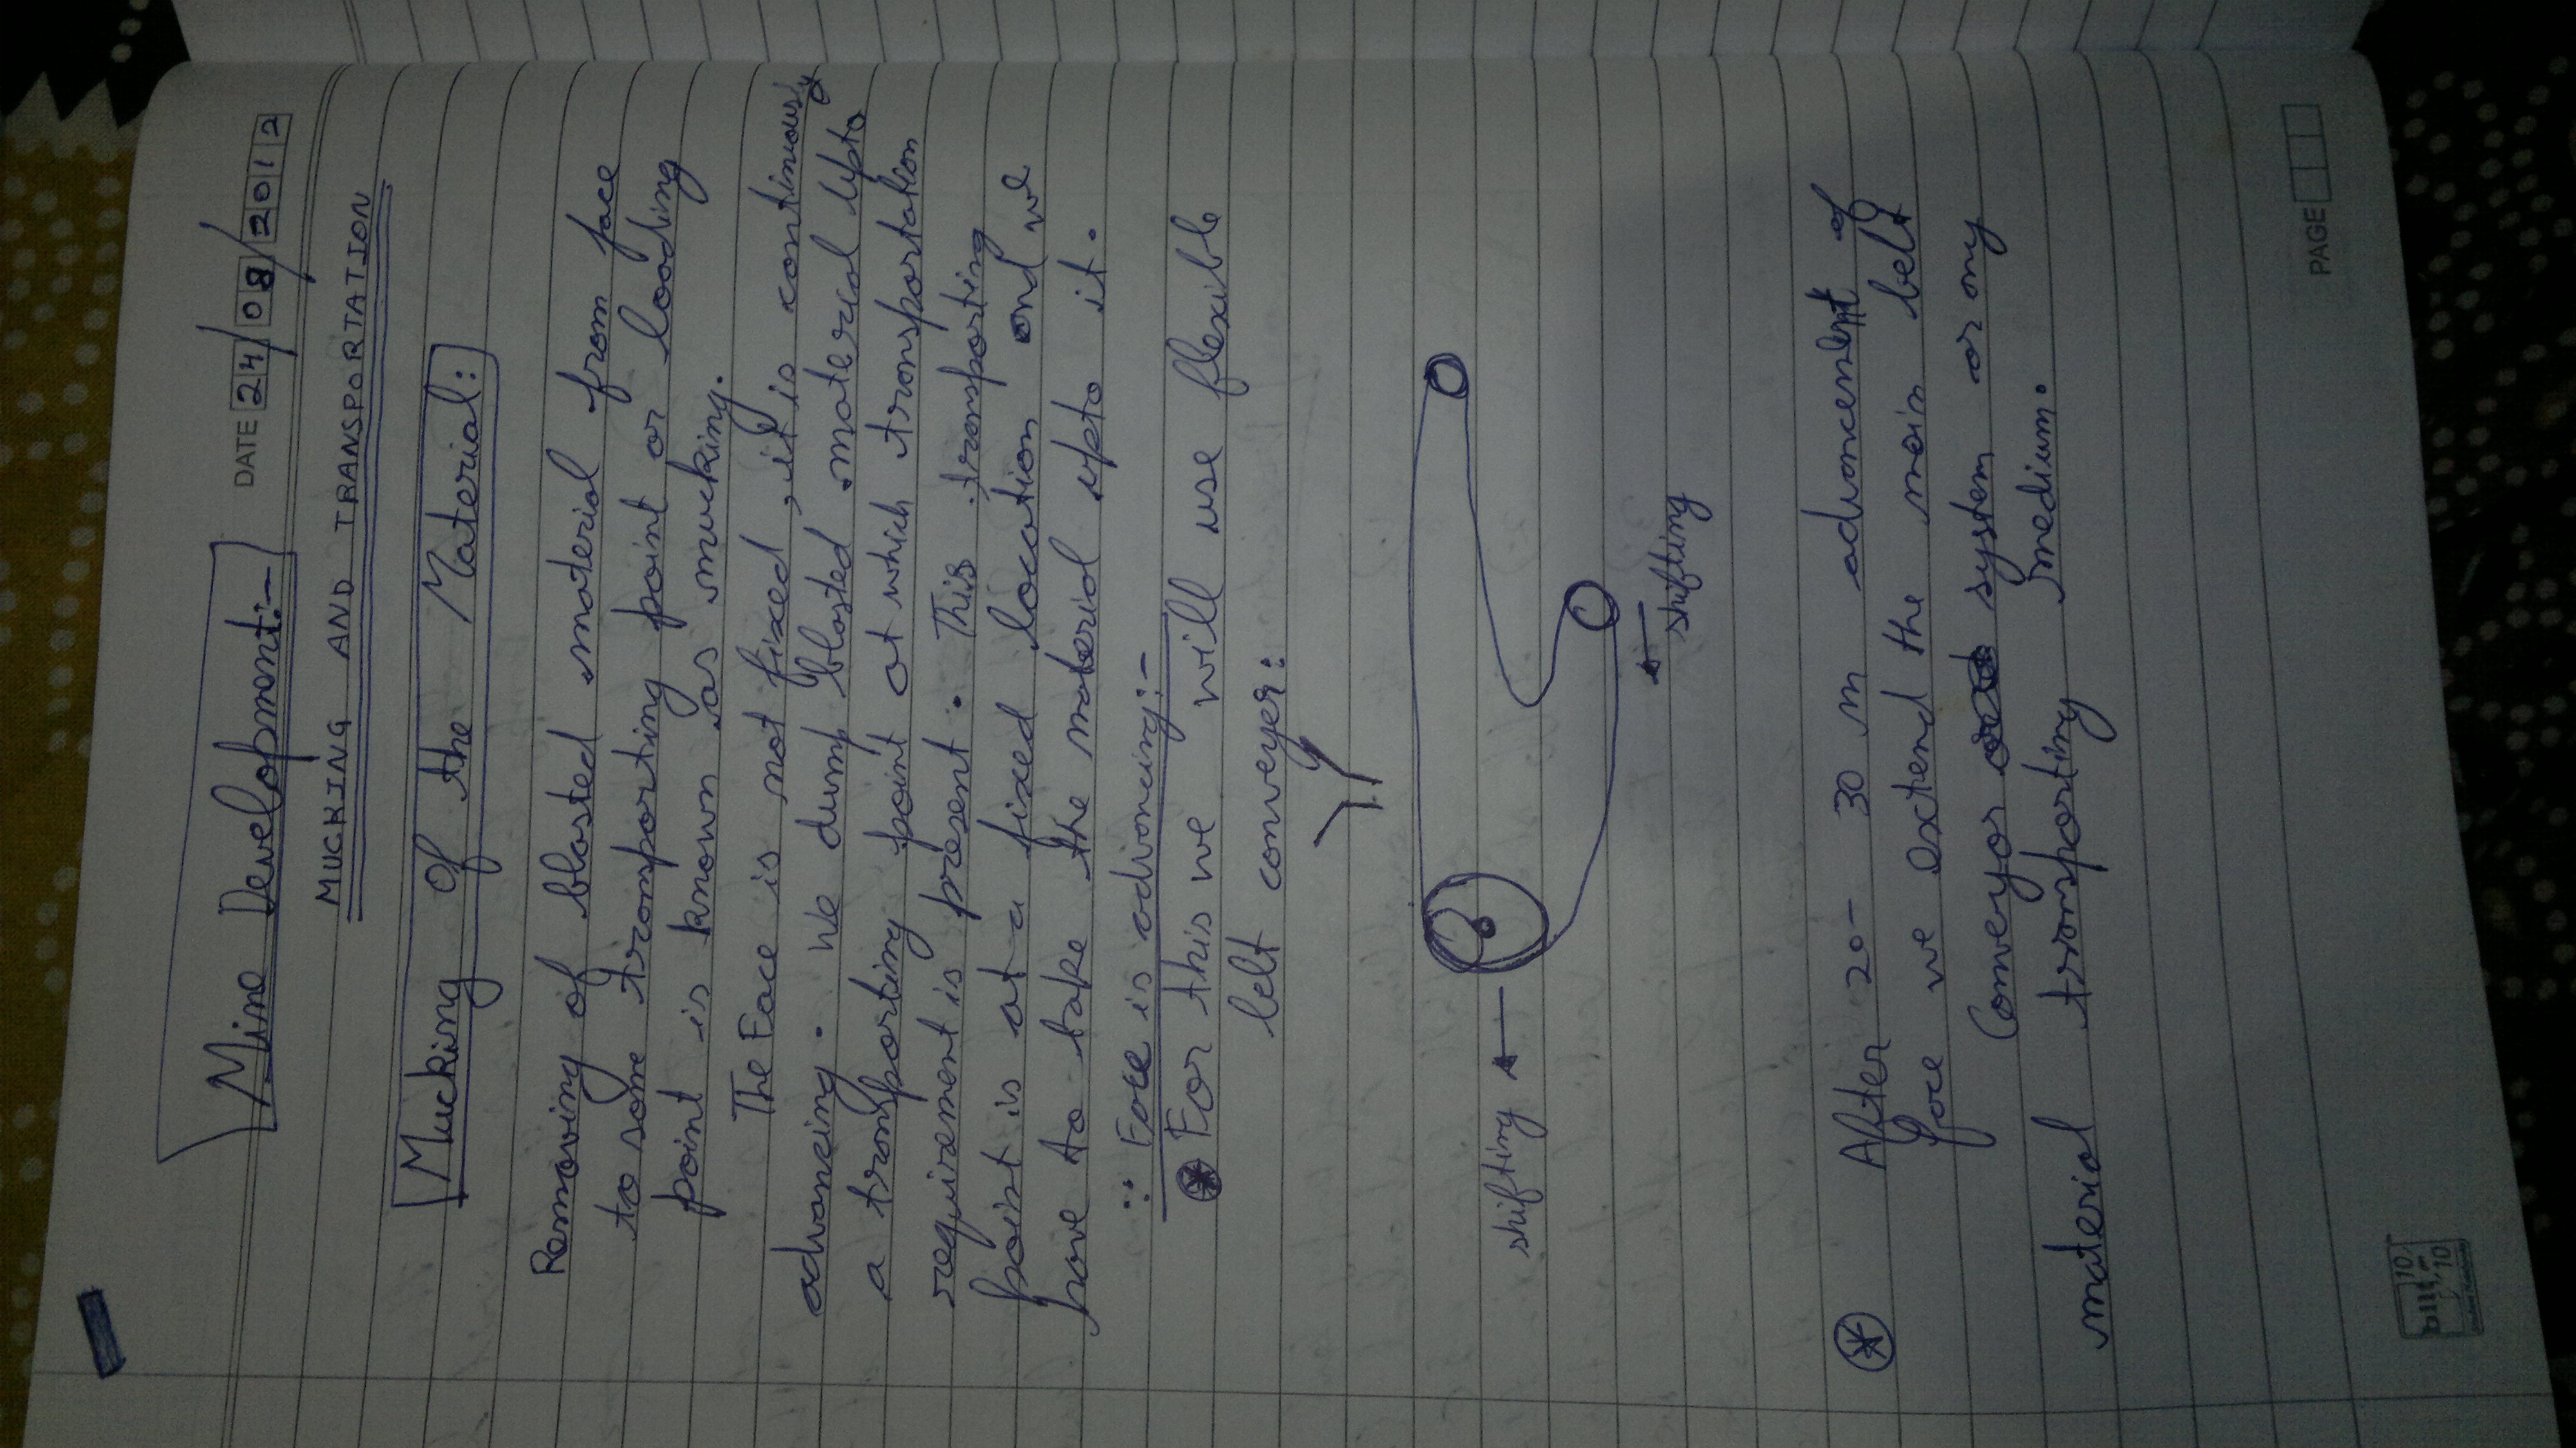 DATE 24/08/2012
Mine Development:-
MUCKING AND TRANSPORTATION
Mucking of the Material:
Removing of blasted material from face
to some transporting point or loading
point is known as mucking.
The Face is not fixed, it is continuously
advancing. We dump blasted material upto
a transporting point at which transportation
requirement is present. This transporting
point is at a fixed location and we
have to take the material upto it.
∵ Face is advancing:-
For this we will use flexible
belt conveyer:
shifting
shifting
After 20- 30 m advancement of
face we extend the main belt
Conveyor system or any
material transporting medium.
PAGE
bilt